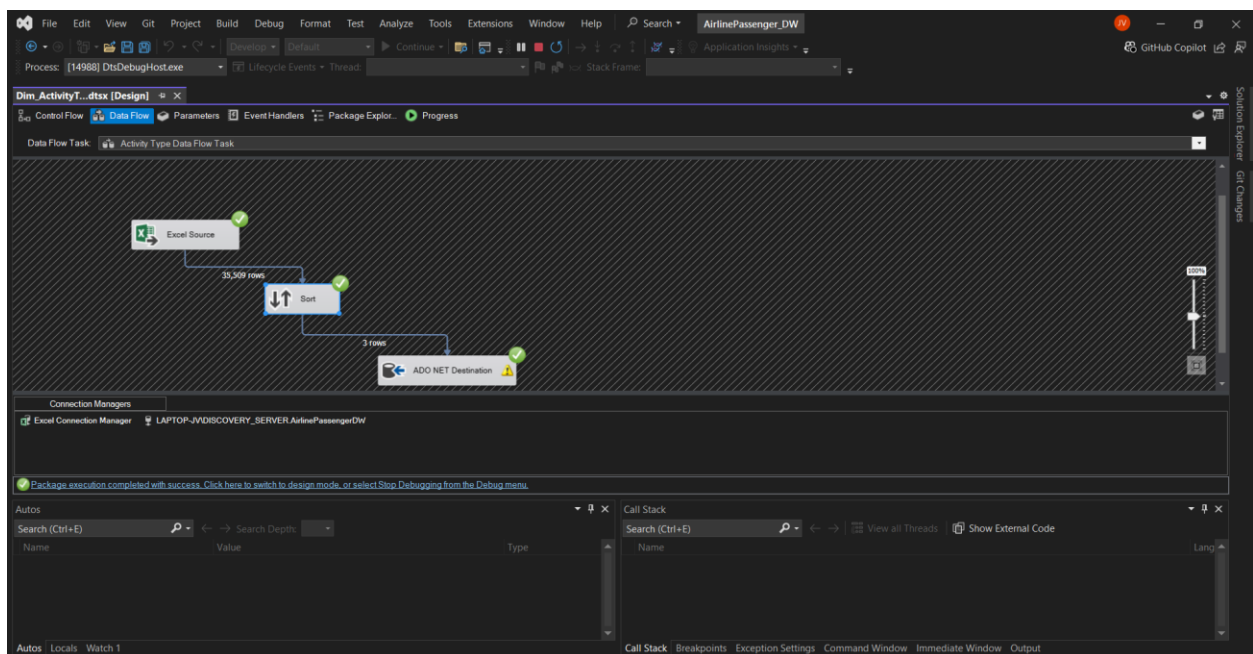 File Edit View Git Project Build Debug Format Test Analyze Tools Extensions Window Help Search AirlinePassenger_DW JV
Develop Default Continue Application Insights GitHub Copilot
Process: [14988] DtsDebugHost.exe Lifecycle Events Thread: Stack Frame:
Dim_ActivityT...dtsx [Design]
Control Flow Data Flow Parameters Event Handlers Package Explor... Progress
Data Flow Task: Activity Type Data Flow Task
Solution Explorer
Git Changes
Excel Source
35,509 rows
100%
Sort
3 rows
ADO NET Destination
Connection Managers
Excel Connection Manager LAPTOP-JV\DISCOVERY_SERVER.AirlinePassengerDW
Package execution completed with success. Click here to switch to design mode, or select Stop Debugging from the Debug menu.
Autos
Search (Ctrl+E) Search Depth:
Name Value Type
Autos Locals Watch 1
Call Stack
Search (Ctrl+E) View all Threads Show External Code
Name Lang
Call Stack Breakpoints Exception Settings Command Window Immediate Window Output